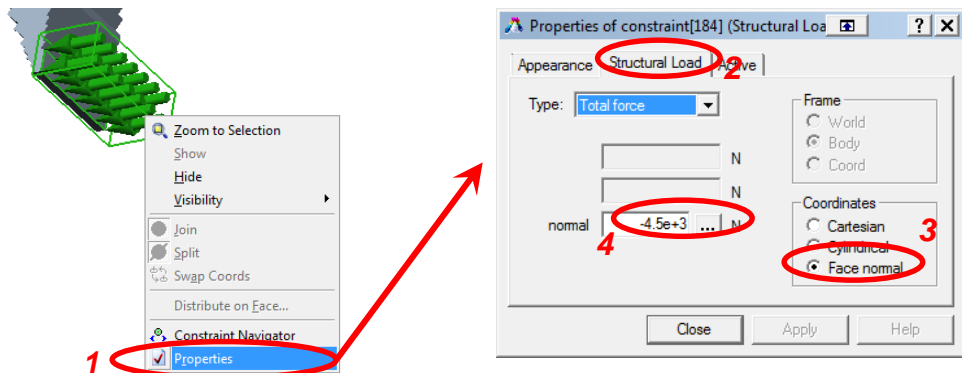 Zoom to Selection
Show
Hide
Visibility
Join
Split
Swap Coords
Distribute on Face...
Constraint Navigator
1 Properties
Properties of constraint[184] (Structural Loa ? X
Appearance Structural Load Active
2
Type: Total force
N
N
normal -4.5e+3 ... N
4
Frame
World
Body
Coord
Coordinates
Cartesian
3
Cylindrical
Face normal
Close Apply Help